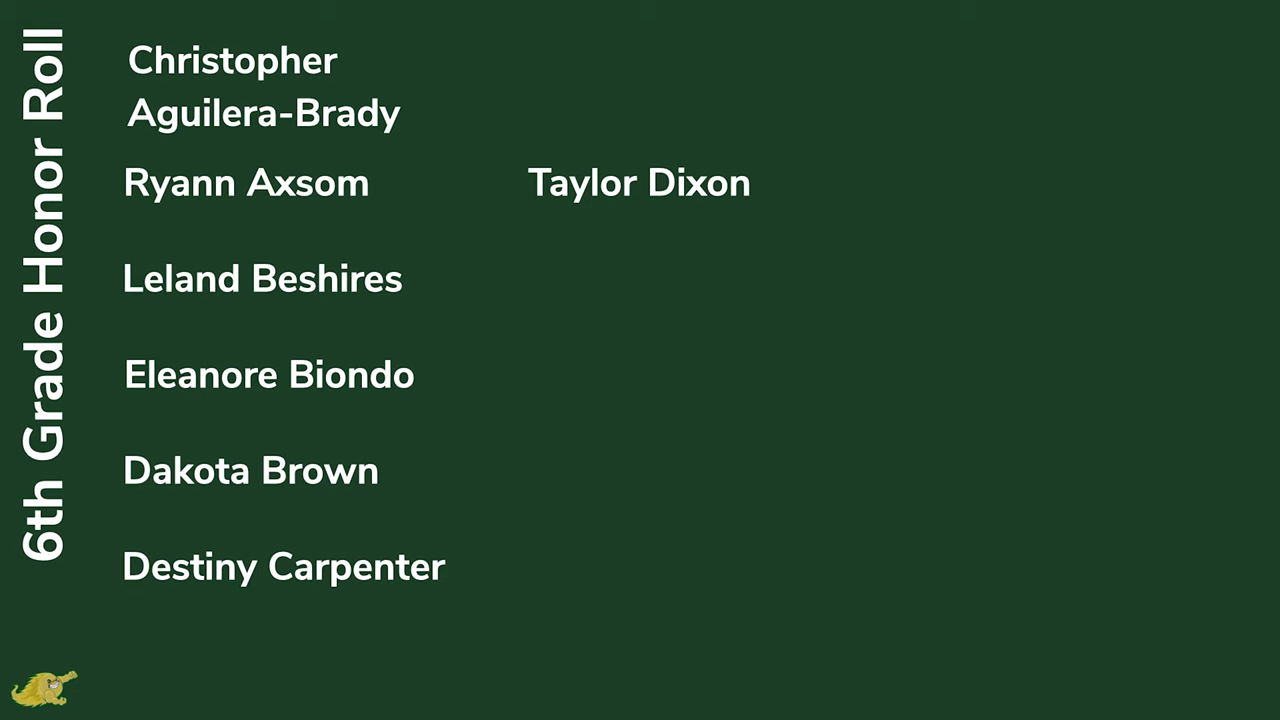 6th Grade Honor Roll
Christopher
Aguilera-Brady
Ryann Axsom
Leland Beshires
Eleanore Biondo
Dakota Brown
Destiny Carpenter
Taylor Dixon